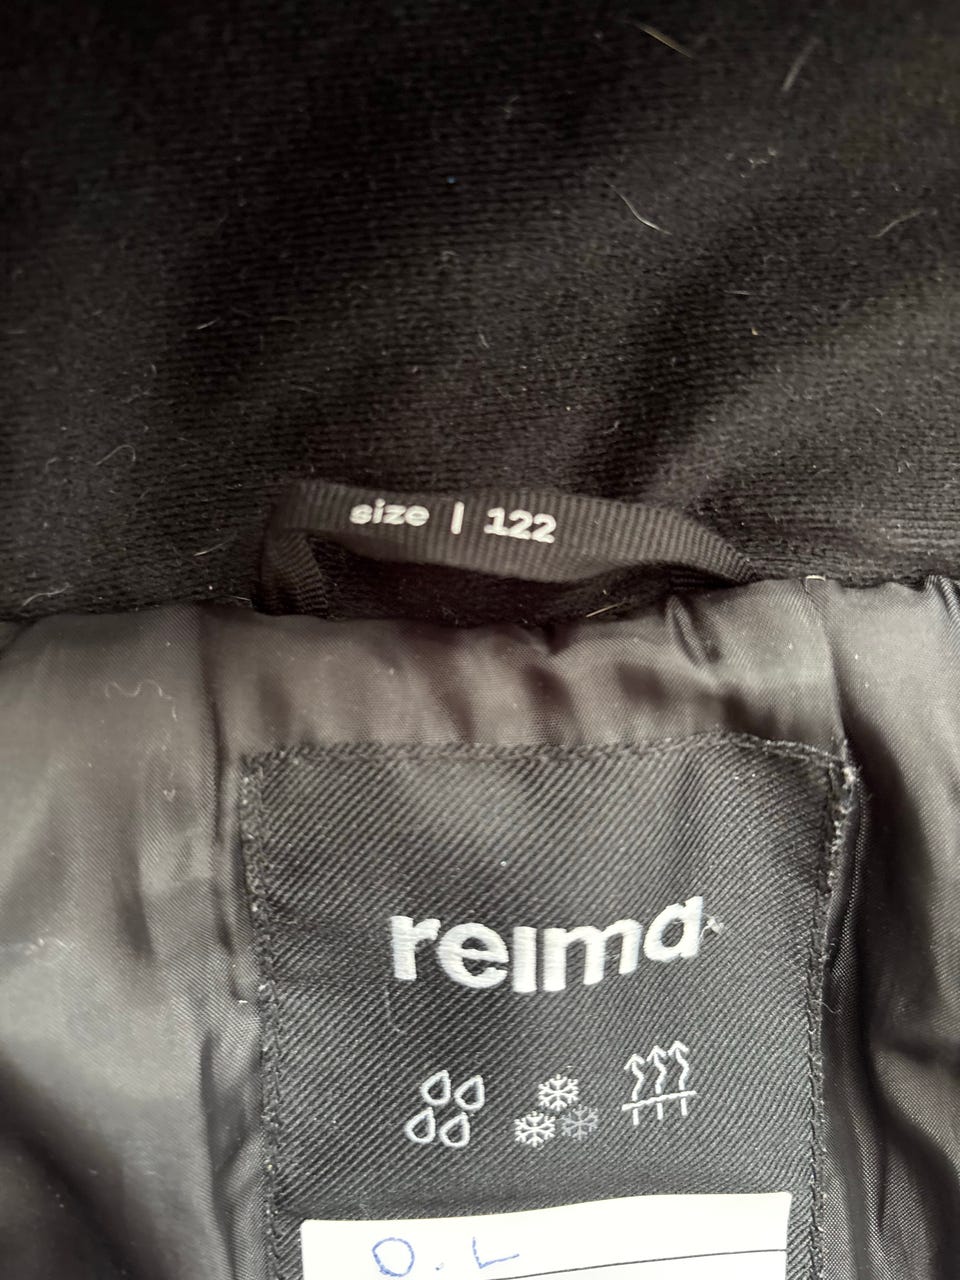 size | 122
reima
O. L